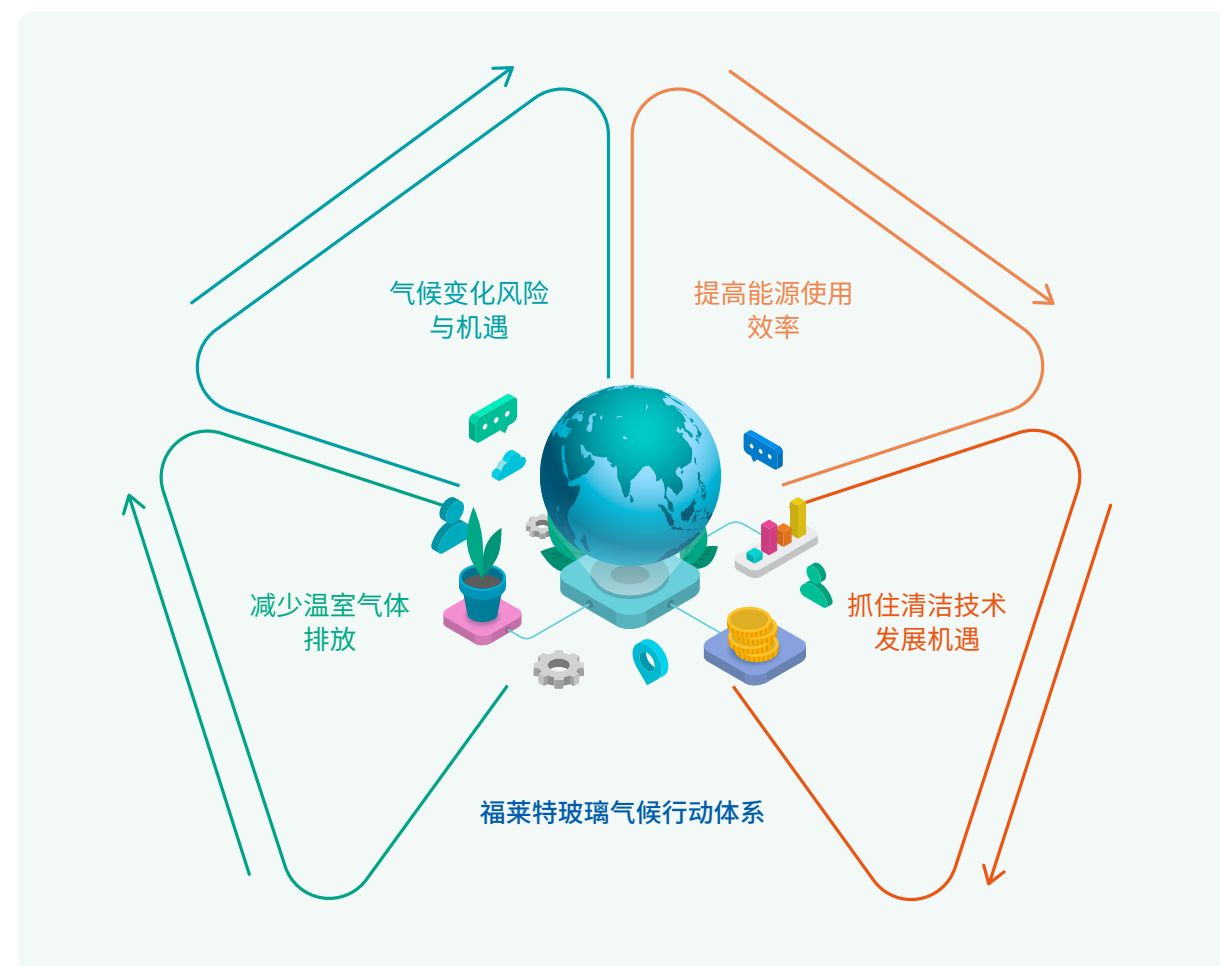 气候变化风险
与机遇
提高能源使用
效率
减少温室气体
排放
抓住清洁技术
发展机遇
福莱特玻璃气候行动体系